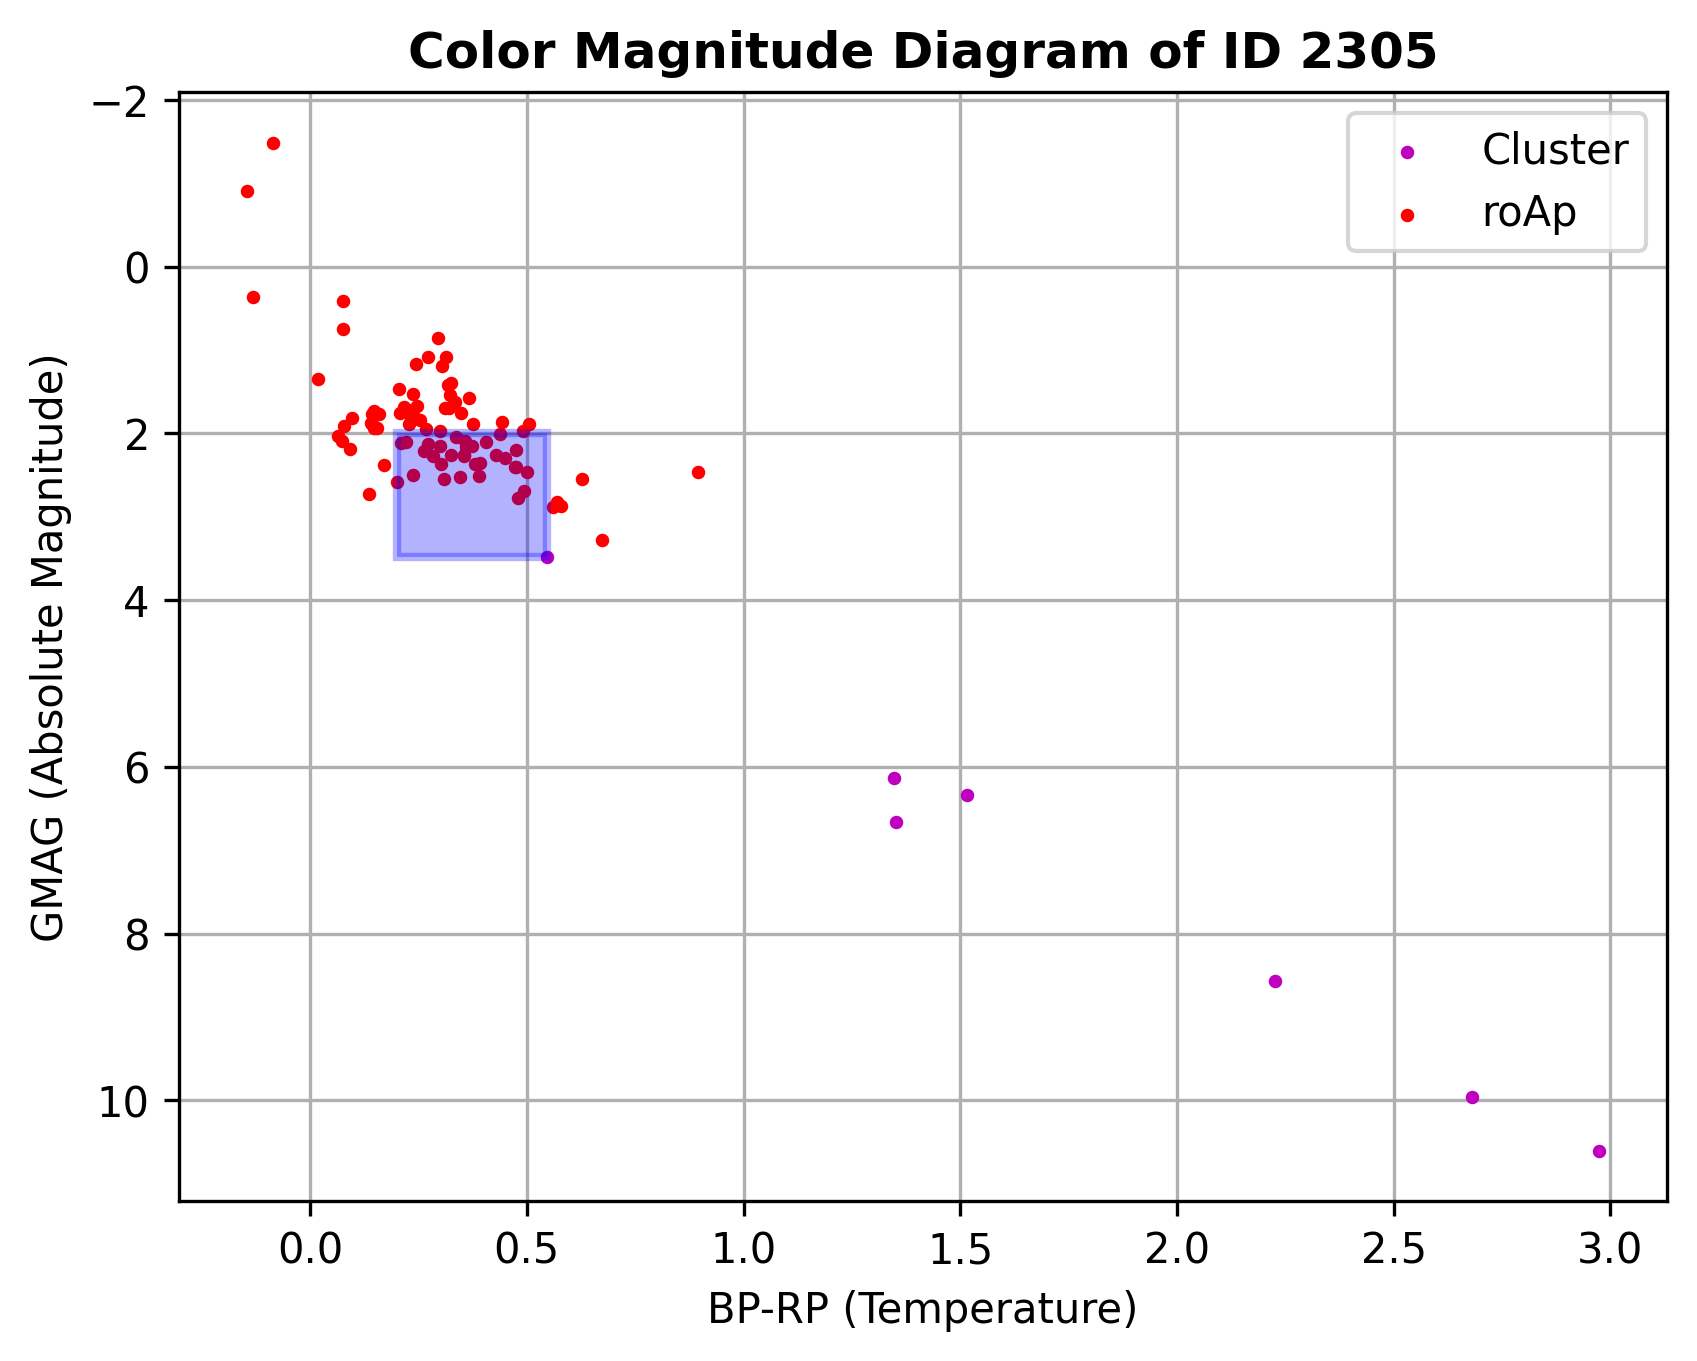 Color Magnitude Diagram of ID 2305
Cluster
roAp
GMAG (Absolute Magnitude)
−2
0
2
4
6
8
10
0.0 0.5 1.0 1.5 2.0 2.5 3.0
BP-RP (Temperature)